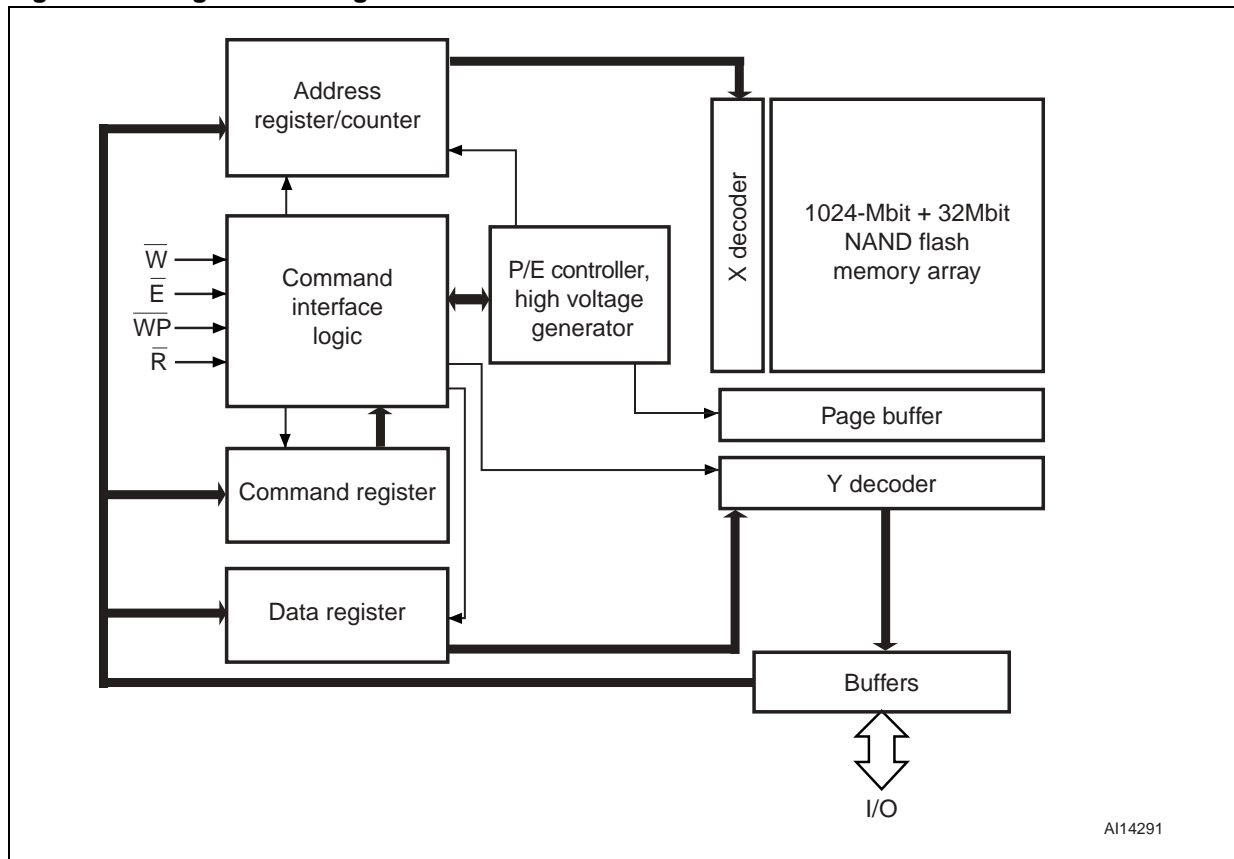 Address
register/counter
X decoder
1024-Mbit + 32Mbit
NAND flash
memory array
W̅
E̅
W̅P̅
R̅
Command
interface
logic
P/E controller,
high voltage
generator
Page buffer
Command register
Y decoder
Data register
Buffers
I/O
AI14291